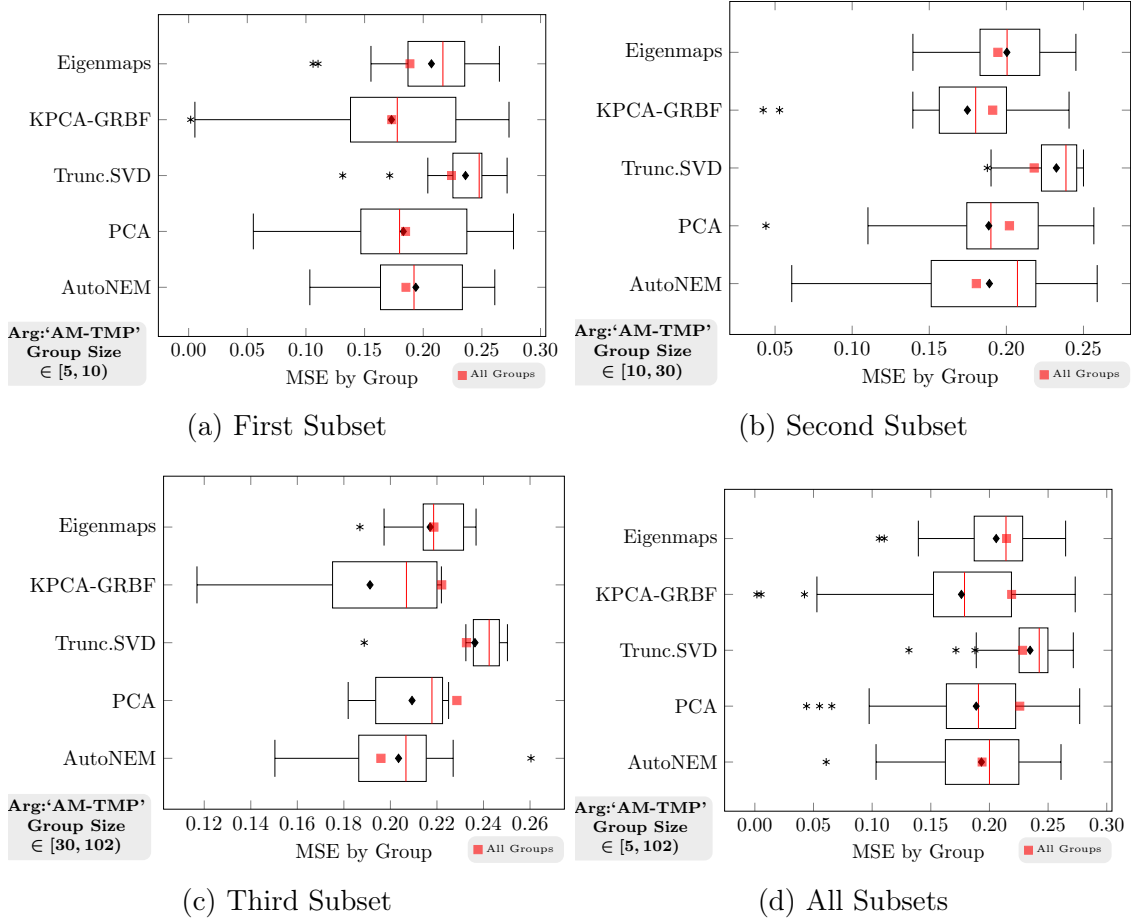 Eigenmaps
KPCA-GRBF
Trunc.SVD
PCA
AutoNEM
0.00 0.05 0.10 0.15 0.20 0.25 0.30
MSE by Group
Arg:‘AM-TMP’
Group Size
∈ [5, 10)
All Groups
(a) First Subset
Eigenmaps
KPCA-GRBF
Trunc.SVD
PCA
AutoNEM
0.05 0.10 0.15 0.20 0.25
MSE by Group
Arg:‘AM-TMP’
Group Size
∈ [10, 30)
All Groups
(b) Second Subset
Eigenmaps
KPCA-GRBF
Trunc.SVD
PCA
AutoNEM
0.12 0.14 0.16 0.18 0.20 0.22 0.24 0.26
MSE by Group
Arg:‘AM-TMP’
Group Size
∈ [30, 102)
All Groups
(c) Third Subset
Eigenmaps
KPCA-GRBF
Trunc.SVD
PCA
AutoNEM
0.00 0.05 0.10 0.15 0.20 0.25 0.30
MSE by Group
Arg:‘AM-TMP’
Group Size
∈ [5, 102)
All Groups
(d) All Subsets